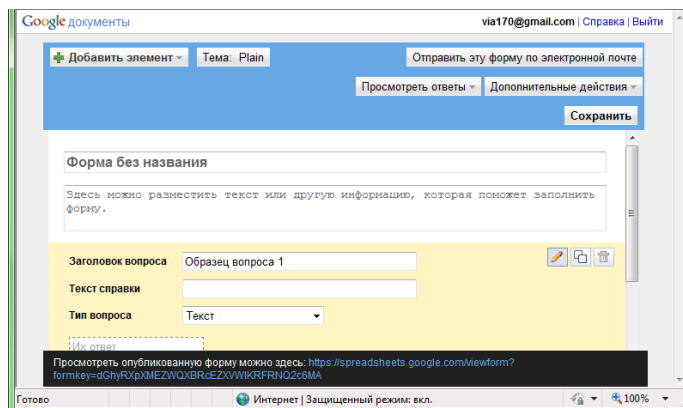 Google документы
via170@gmail.com | Справка | Выйти
Добавить элемент
Тема: Plain
Отправить эту форму по электронной почте
Просмотреть ответы
Дополнительные действия
Сохранить
Форма без названия
Здесь можно разместить текст или другую информацию, которая поможет заполнить
форму.
Заголовок вопроса
Образец вопроса 1
Текст справки
Тип вопроса
Текст
Их ответ
Просмотреть опубликованную форму можно здесь: https://spreadsheets.google.com/viewform?
formkey=dGhyRXpXMEZWQXBRcEZXVWlKRFRNQ2c6MA
Готово
Интернет | Защищенный режим: вкл.
100%